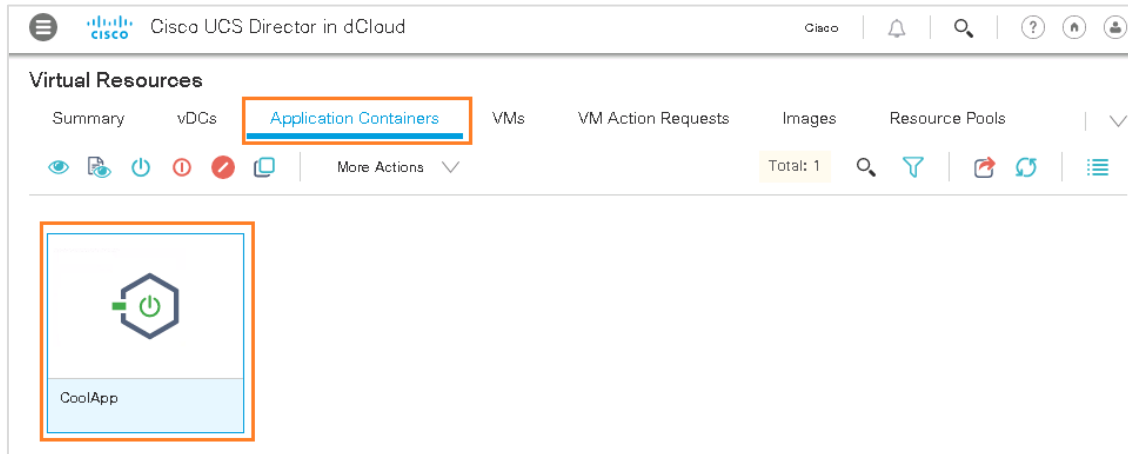 CISCO Cisco UCS Director in dCloud Cisco ?
Virtual Resources
Summary vDCs Application Containers VMs VM Action Requests Images Resource Pools
More Actions Total: 1
CoolApp